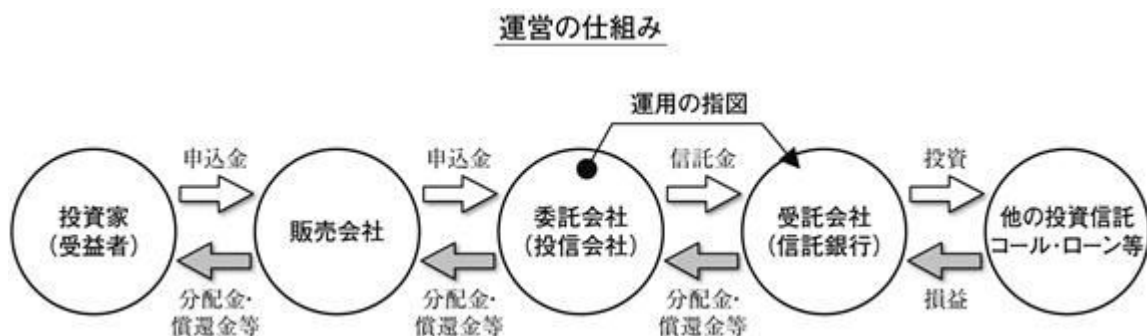 運営の仕組み
運用の指図
申込金
申込金
信託金
投資
投資家
（受益者）
販売会社
委託会社
（投信会社）
受託会社
（信託銀行）
他の投資信託
コール・ローン等
分配金・
償還金等
分配金・
償還金等
分配金・
償還金等
損益